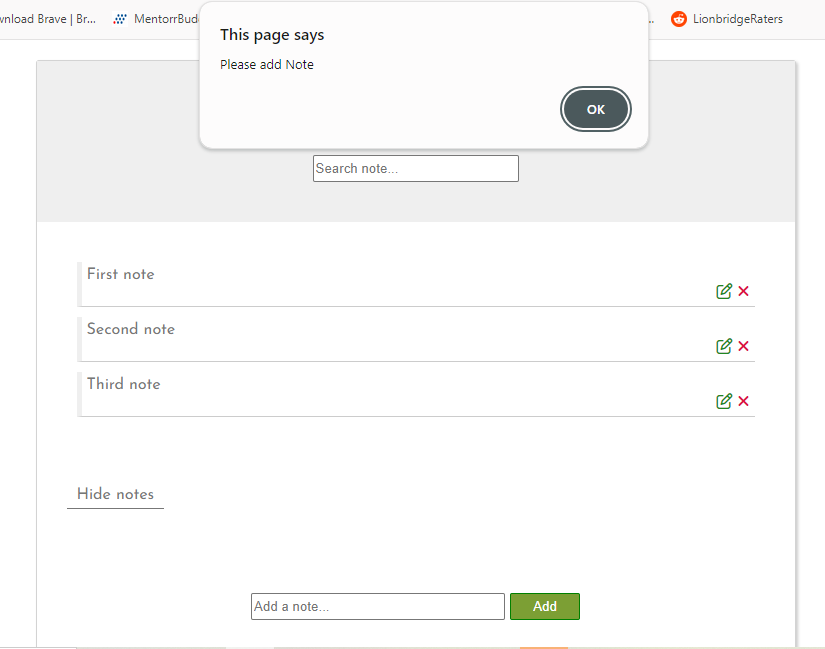 wnload Brave | Br...
MentorrBud
...
LionbridgeRaters
This page says
Please add Note
OK
Search note...
First note
Second note
Third note
Hide notes
Add a note...
Add